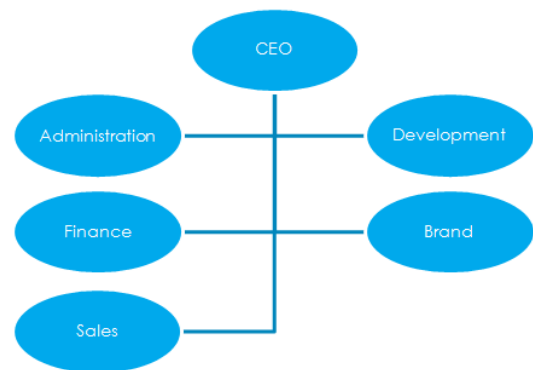 CEO
Administration
Development
Finance
Brand
Sales